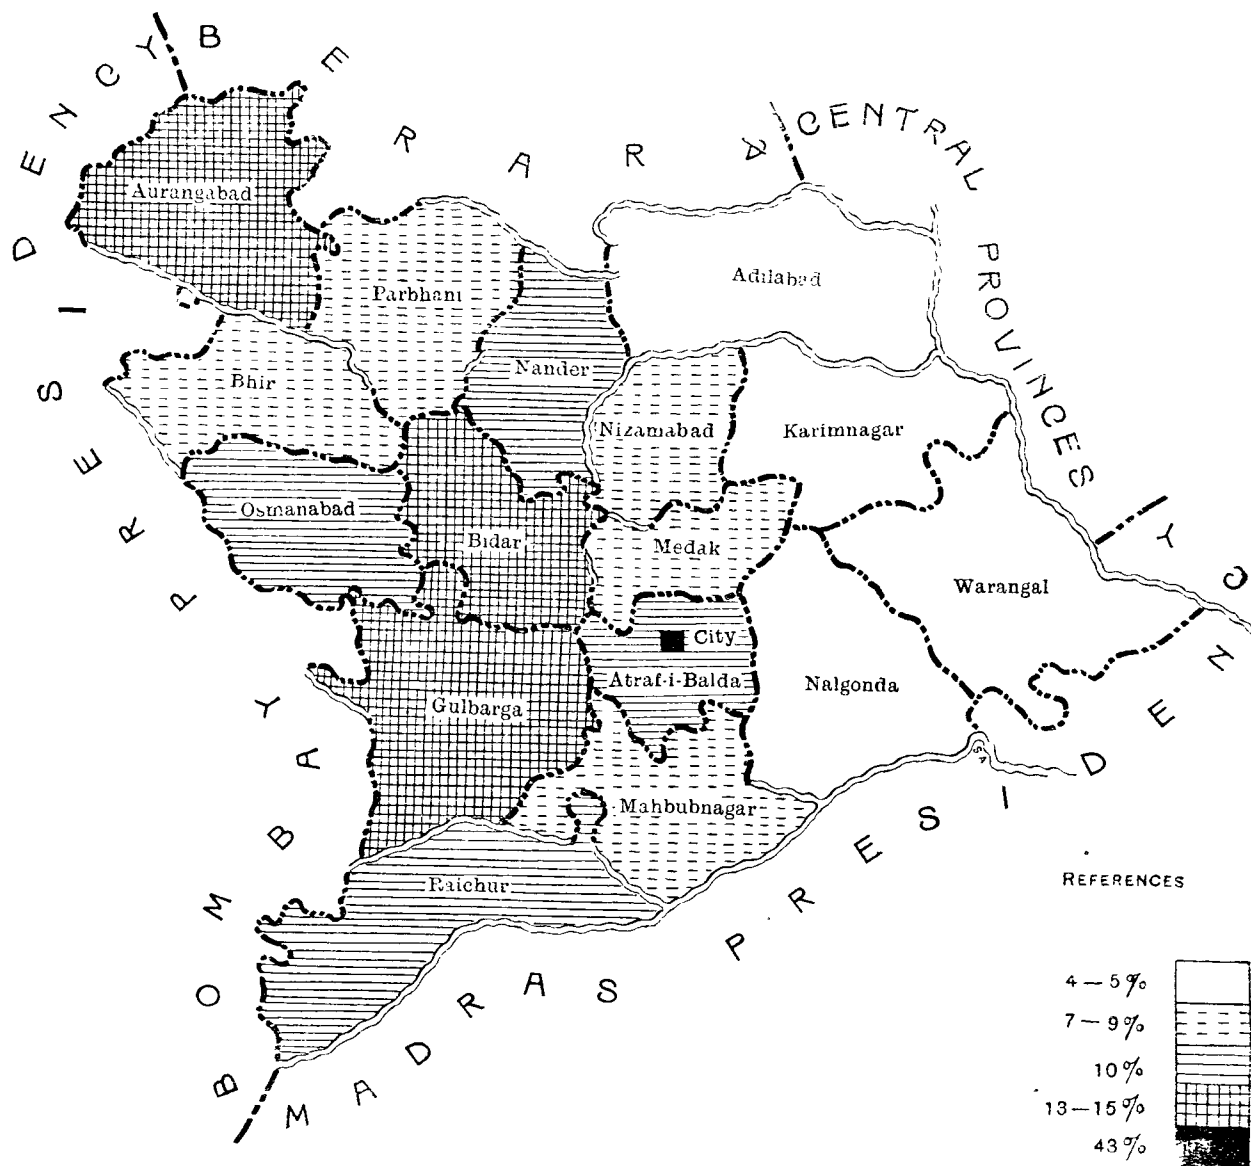 BERAR & CENTRAL PROVINCES
BOMBAY PRESIDENCY
MADRAS PRESIDENCY
Aurangabad
Parbhani
Adilabad
Nander
Bhir
Nizamabad
Karimnagar
Osmanabad
Bidar
Medak
Warangal
City
Atraf-i-Balda
Nalgonda
Gulbarga
Mahbubnagar
Raichur
REFERENCES
4–5%
7–9%
10%
13–15%
43%